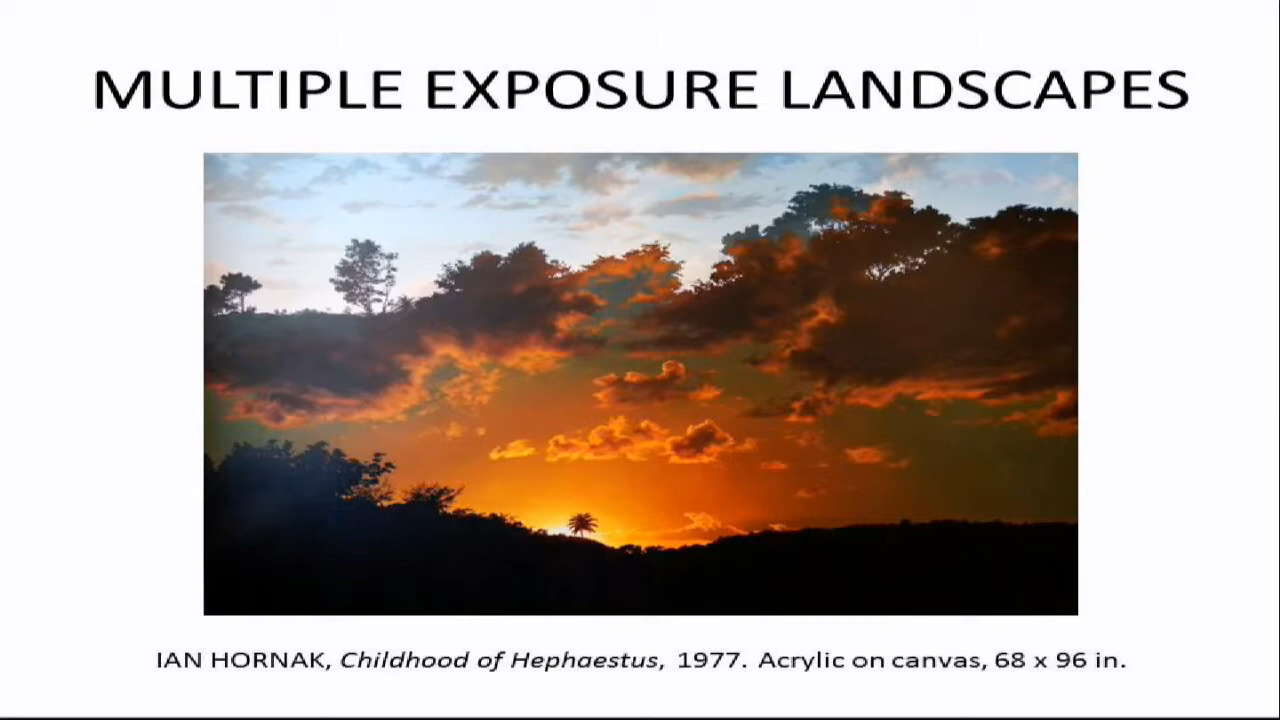 MULTIPLE EXPOSURE LANDSCAPES
IAN HORNAK, Childhood of Hephaestus, 1977. Acrylic on canvas, 68 x 96 in.